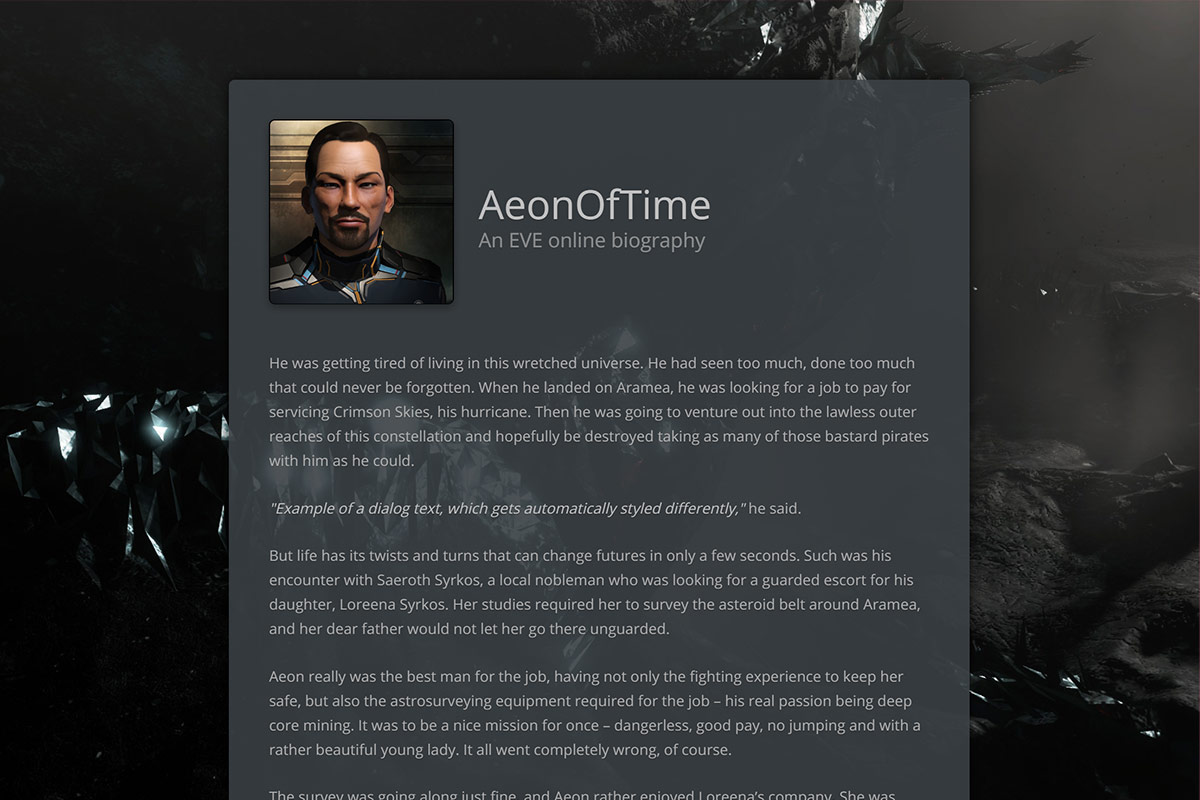 AeonOfTime
An EVE online biography
He was getting tired of living in this wretched universe. He had seen too much, done too much
that could never be forgotten. When he landed on Aramea, he was looking for a job to pay for
servicing Crimson Skies, his hurricane. Then he was going to venture out into the lawless outer
reaches of this constellation and hopefully be destroyed taking as many of those bastard pirates
with him as he could.
"Example of a dialog text, which gets automatically styled differently," he said.
But life has its twists and turns that can change futures in only a few seconds. Such was his
encounter with Saeroth Syrkos, a local nobleman who was looking for a guarded escort for his
daughter, Loreena Syrkos. Her studies required her to survey the asteroid belt around Aramea,
and her dear father would not let her go there unguarded.
Aeon really was the best man for the job, having not only the fighting experience to keep her
safe, but also the astrosurveying equipment required for the job – his real passion being deep
core mining. It was to be a nice mission for once – dangerless, good pay, no jumping and with a
rather beautiful young lady. It all went completely wrong, of course.
The survey was going along just fine, and Aeon rather enjoyed Loreena's company. She was